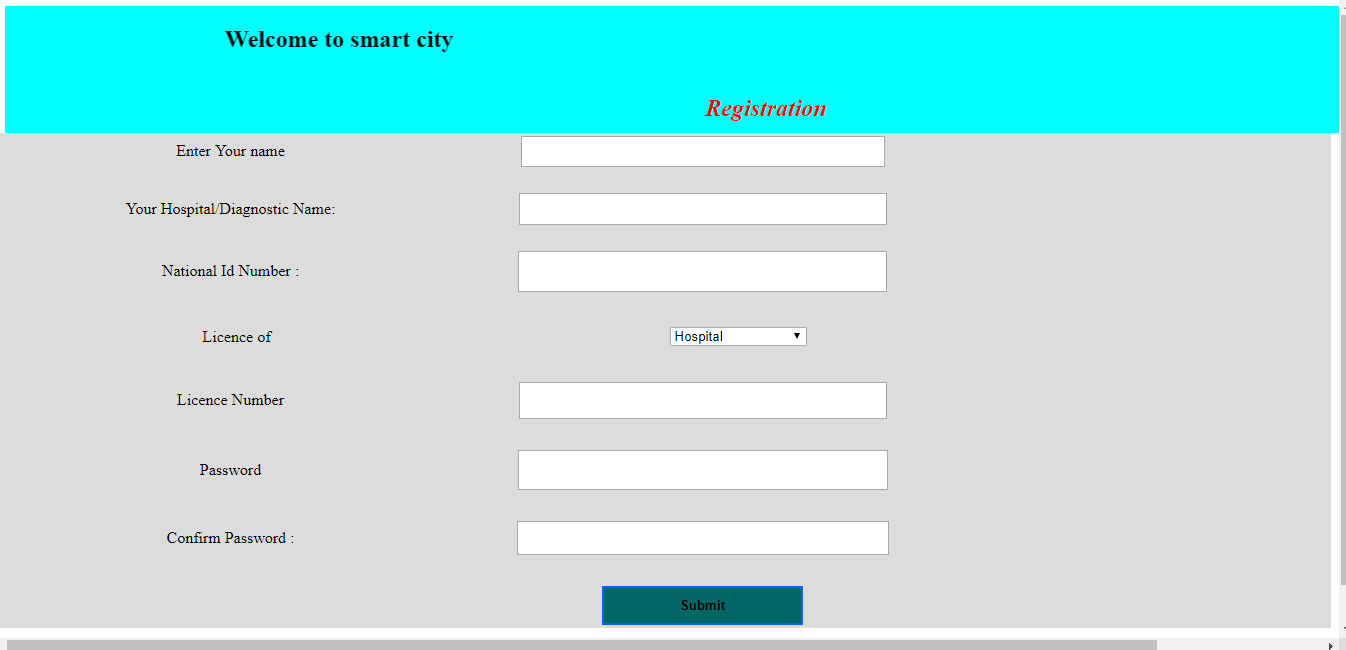 Welcome to smart city
Registration
Enter Your name
Your Hospital/Diagnostic Name:
National Id Number :
Licence of
Hospital
Licence Number
Password
Confirm Password :
Submit